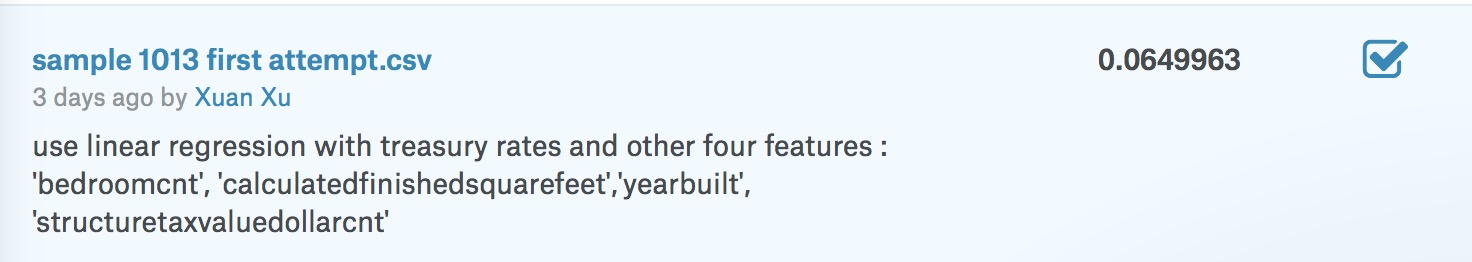 sample 1013 first attempt.csv 0.0649963
3 days ago by Xuan Xu
use linear regression with treasury rates and other four features :
'bedroomcnt', 'calculatedfinishedsquarefeet','yearbuilt',
'structuretaxvaluedollarcnt'